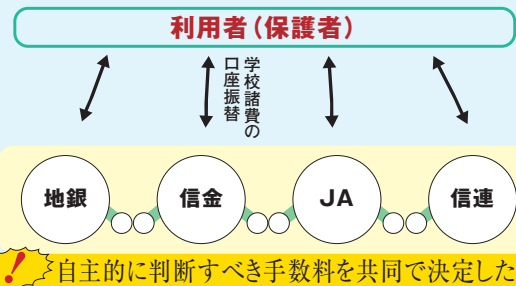 利用者(保護者)
学校諸費の
口座振替
地銀
信金
JA
信連
!
自主的に判断すべき手数料を共同で決定した